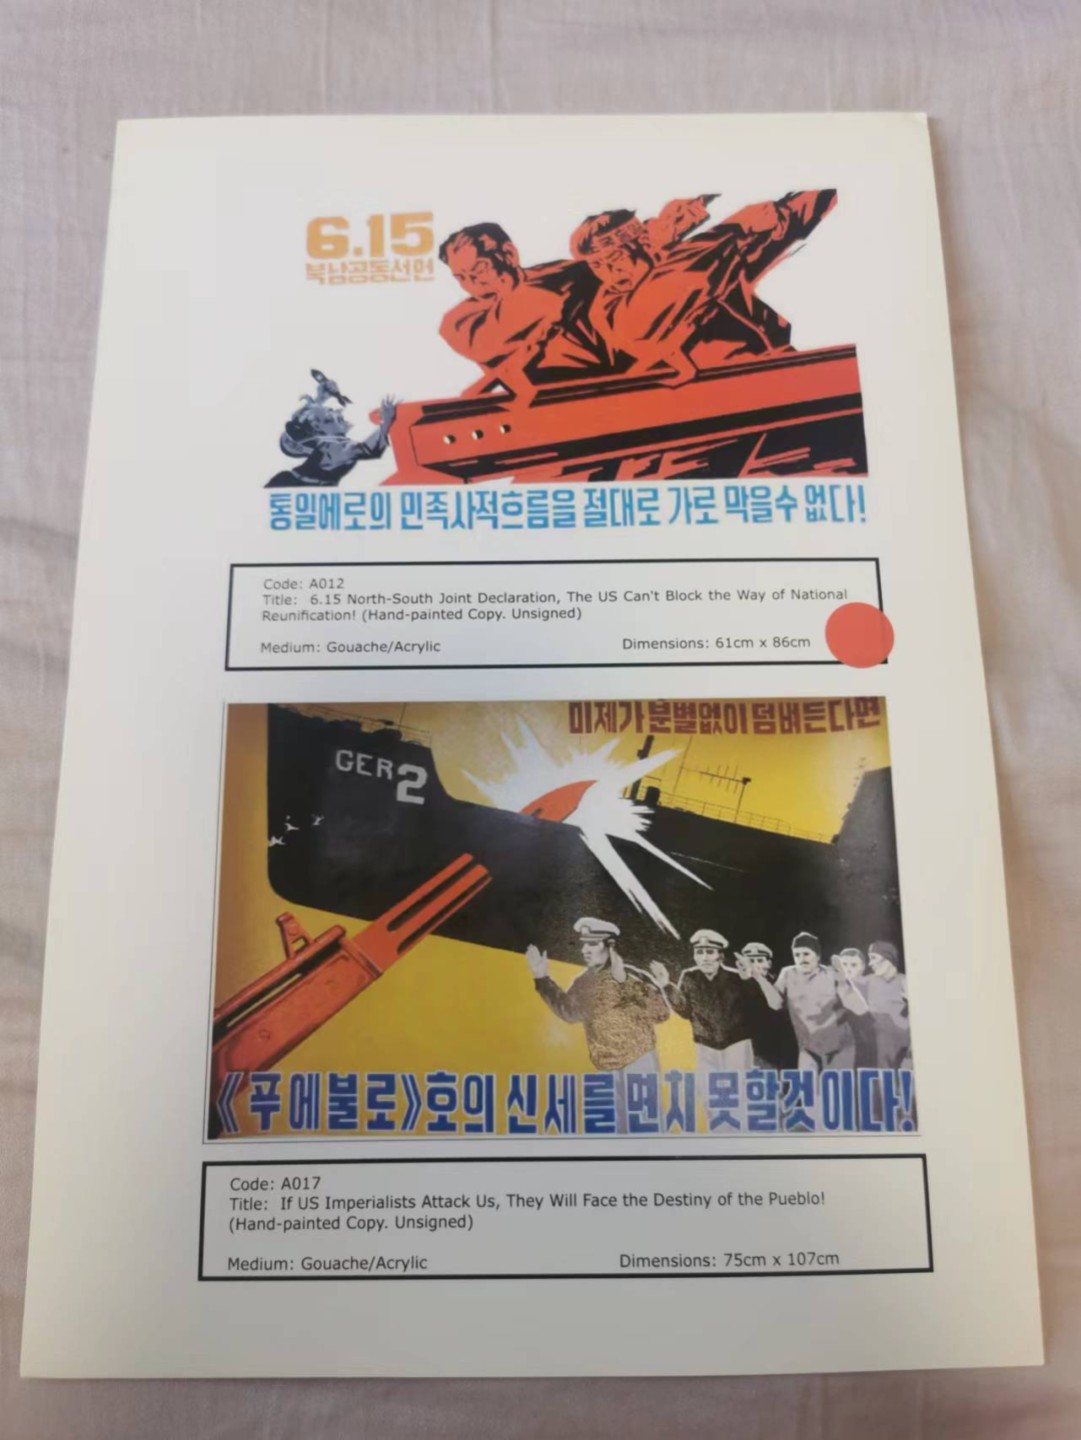 6.15
북남공동선언
통일에로의 민족사적흐름을 절대로 가로 막을수 없다!
Code: A012
Title: 6.15 North-South Joint Declaration, The US Can't Block the Way of National
Reunification! (Hand-painted Copy. Unsigned)
Medium: Gouache/Acrylic Dimensions: 61cm x 86cm
미제가 분별없이 덤벼든다면
GER
2
《푸에블로》호의 신세를 면치 못할것이다!
Code: A017
Title: If US Imperialists Attack Us, They Will Face the Destiny of the Pueblo!
(Hand-painted Copy. Unsigned)
Medium: Gouache/Acrylic Dimensions: 75cm x 107cm